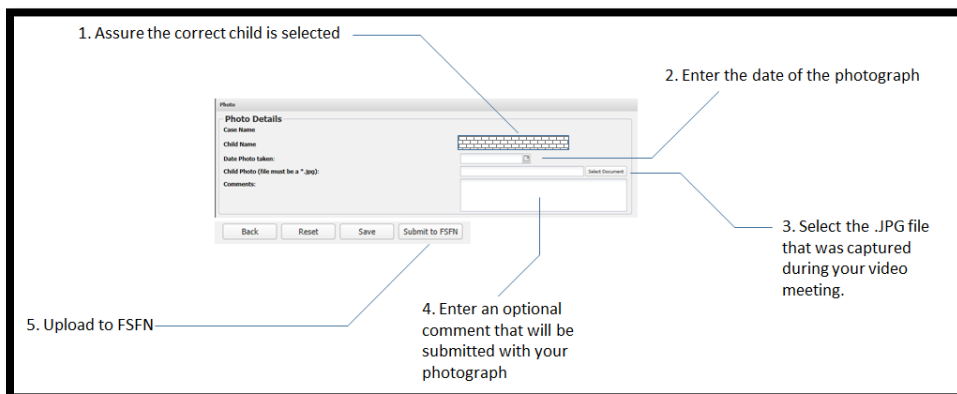 1. Assure the correct child is selected
2. Enter the date of the photograph
Photo
Photo Details
Case Name
Child Name
Date Photo taken:
Child Photo (file must be a *.jpg):
Select Document
Comments:
Back Reset Save Submit to FSFN
3. Select the .JPG file
that was captured
during your video
meeting.
4. Enter an optional
comment that will be
submitted with your
photograph
5. Upload to FSFN